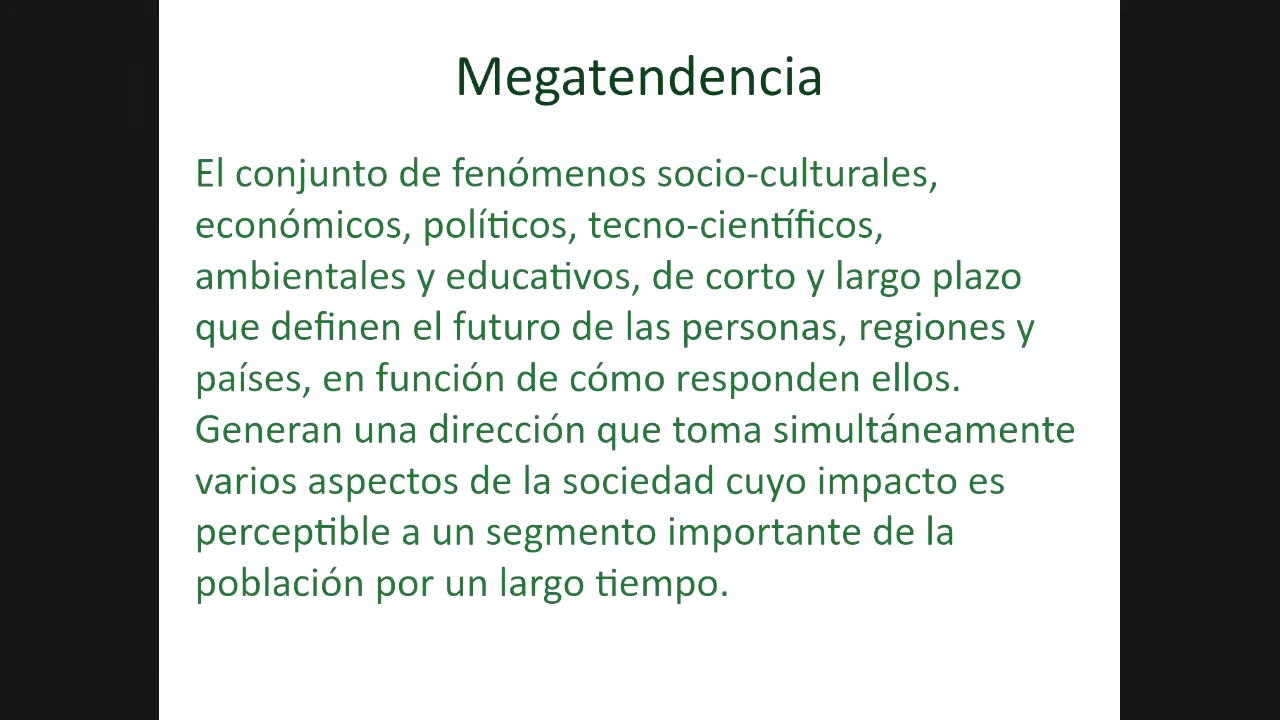 Megatendencia
El conjunto de fenómenos socio-culturales,
económicos, políticos, tecno-científicos,
ambientales y educativos, de corto y largo plazo
que definen el futuro de las personas, regiones y
países, en función de cómo responden ellos.
Generan una dirección que toma simultáneamente
varios aspectos de la sociedad cuyo impacto es
perceptible a un segmento importante de la
población por un largo tiempo.